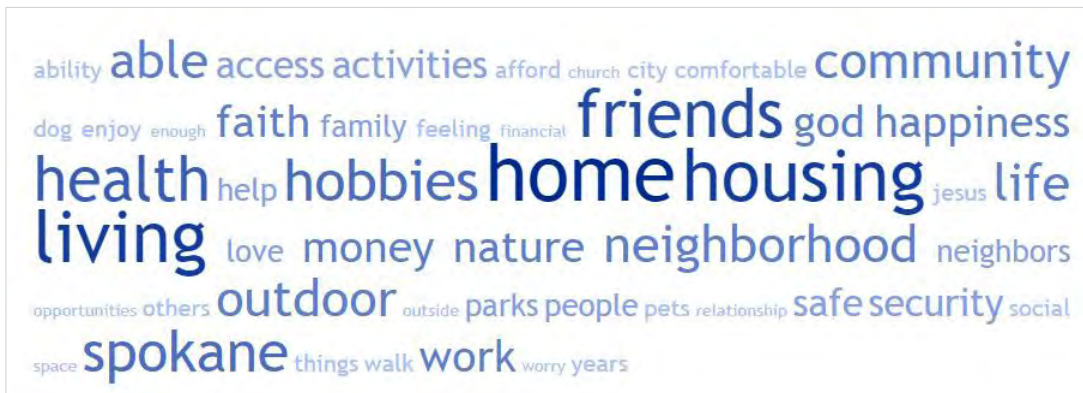 ability able access activities afford church city comfortable community
dog enjoy enough faith family feeling financial friends god happiness
health help hobbies home housing jesus life
living love money nature neighborhood neighbors
opportunities others outdoor outside parks people pets relationship safe security social
space spokane things walk work worry years